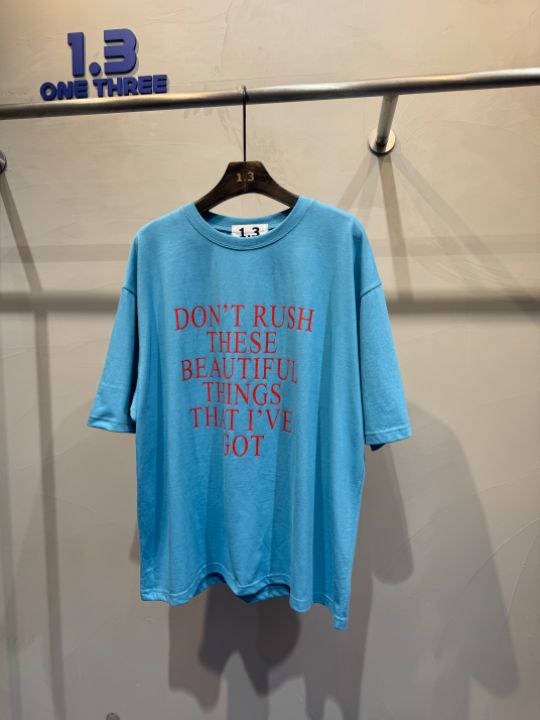 1.3
ONE THREE
1.3
1.3
DON'T RUSH
THESE
BEAUTIFUL
THINGS
THAT I'VE
GOT